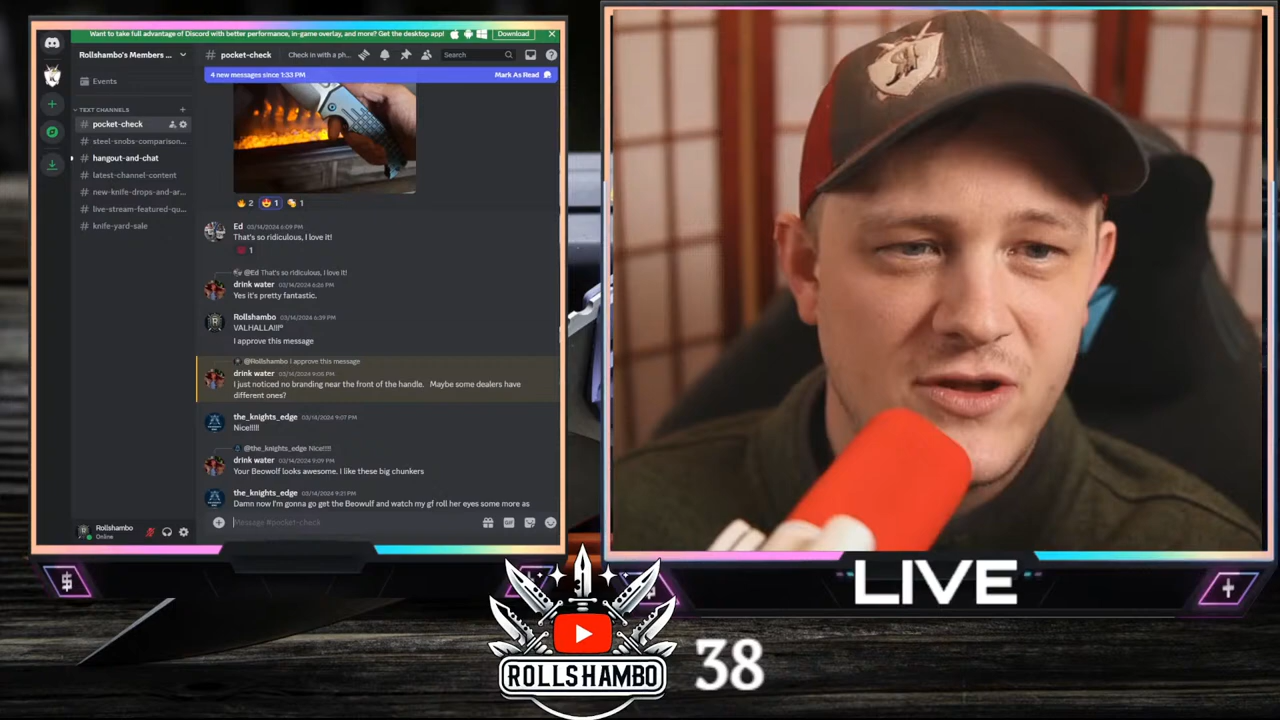 Want to take full advantage of Discord with better performance, in-game overlay, and more? Get the desktop app!
Download
Rollshambo's Members ...
# pocket-check
Check in with a ph...
Search
4 new messages since 1:33 PM
Mark As Read
Events
TEXT CHANNELS
# pocket-check
# steel-snobs-comparison...
# hangout-and-chat
# latest-channel-content
# new-knife-drops-and-ar...
# live-stream-featured-qu...
# knife-yard-sale
2
1
1
Ed 03/14/2024 6:09 PM
That's so ridiculous, I love it!
1
@Ed That's so ridiculous, I love it!
drink water 03/14/2024 6:26 PM
Yes it's pretty fantastic.
Rollshambo 03/14/2024 6:39 PM
VALHALLA!!!"
I approve this message
@Rollshambo I approve this message
drink water 03/14/2024 9:05 PM
I just noticed no branding near the front of the handle. Maybe some dealers have
different ones?
the_knights_edge 03/14/2024 9:07 PM
Nice!!!!!
@the_knights_edge Nice!!!!!
drink water 03/14/2024 9:09 PM
Your Beowolf looks awesome. I like these big chunkers
the_knights_edge 03/14/2024 9:21 PM
Damn now I'm gonna go get the Beowulf and watch my gf roll her eyes some more as
Message #pocket-check
GIF
Rollshambo
Online
$
LIVE
ROLLSHAMBO
38